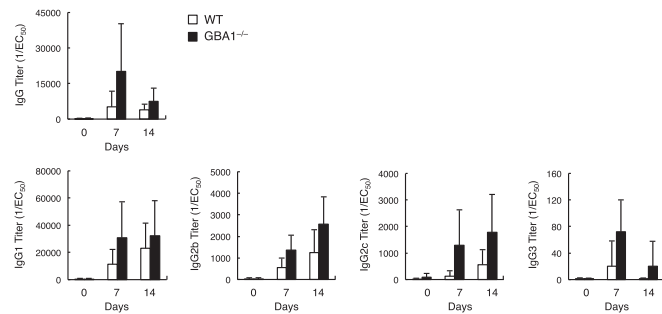 IgG Titer (1/EC50)
45000
30000
15000
0
0 7 14
Days
WT
GBA1–/–
IgG1 Titer (1/EC50)
80000
60000
40000
20000
0
0 7 14
Days
IgG2b Titer (1/EC50)
5000
4000
3000
2000
1000
0
0 7 14
Days
IgG2c Titer (1/EC50)
4000
3000
2000
1000
0
0 7 14
Days
IgG3 Titer (1/EC50)
160
120
80
40
0
0 7 14
Days